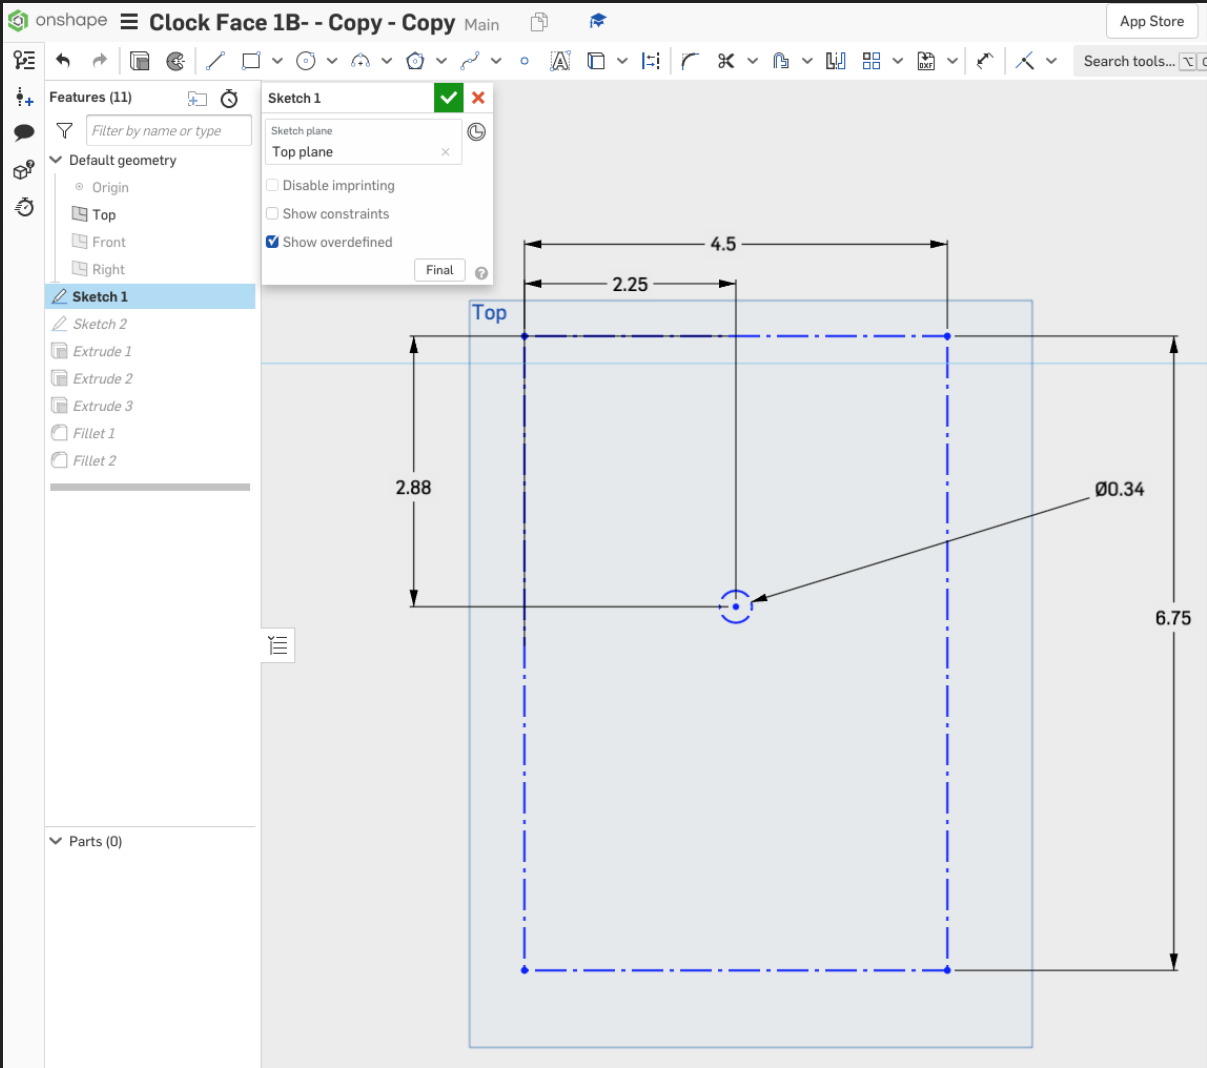 onshape
Clock Face 1B- - Copy - Copy Main
App Store
Search tools...
Features (11)
Filter by name or type
Default geometry
Origin
Top
Front
Right
Sketch 1
Sketch 2
Extrude 1
Extrude 2
Extrude 3
Fillet 1
Fillet 2
Parts (0)
Sketch 1
Sketch plane
Top plane
Disable imprinting
Show constraints
Show overdefined
Final
4.5
2.25
Top
2.88
Ø0.34
6.75